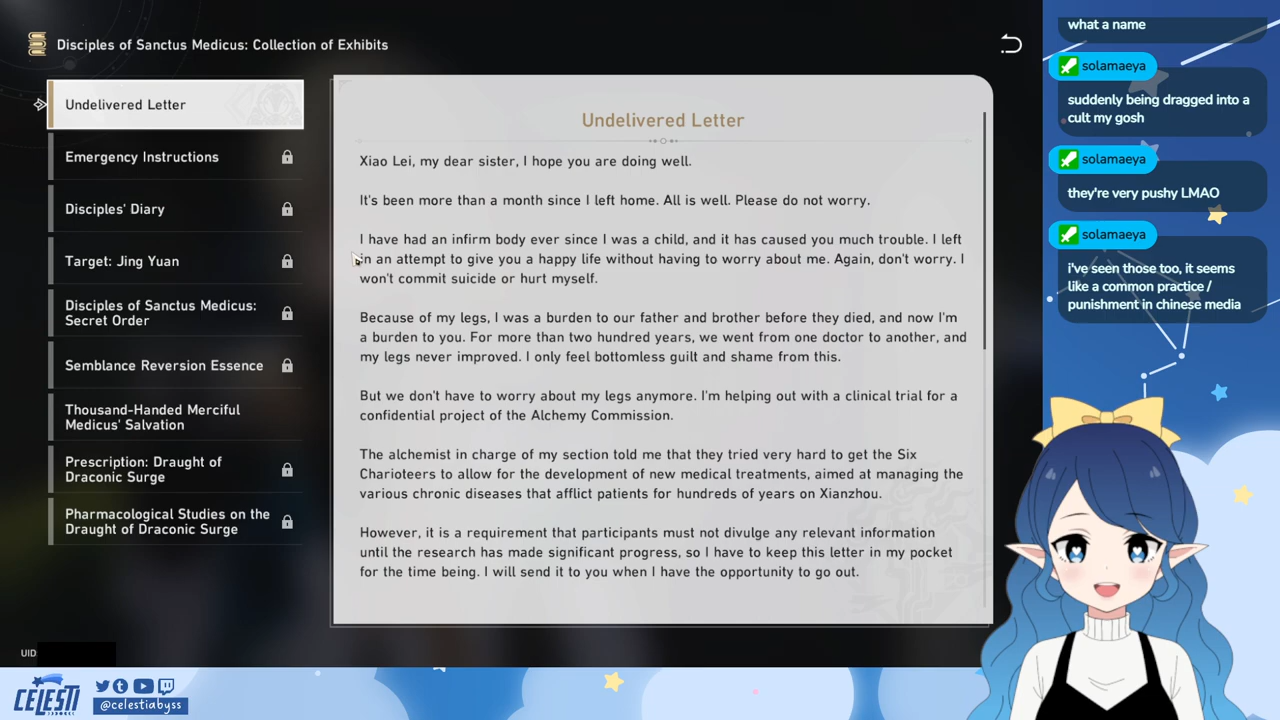 Disciples of Sanctus Medicus: Collection of Exhibits
Undelivered Letter
Emergency Instructions
Disciples' Diary
Target: Jing Yuan
Disciples of Sanctus Medicus:
Secret Order
Semblance Reversion Essence
Thousand-Handed Merciful
Medicus' Salvation
Prescription: Draught of
Draconic Surge
Pharmacological Studies on the
Draught of Draconic Surge
Undelivered Letter
Xiao Lei, my dear sister, I hope you are doing well.
It's been more than a month since I left home. All is well. Please do not worry.
I have had an infirm body ever since I was a child, and it has caused you much trouble. I left
in an attempt to give you a happy life without having to worry about me. Again, don't worry. I
won't commit suicide or hurt myself.
Because of my legs, I was a burden to our father and brother before they died, and now I'm
a burden to you. For more than two hundred years, we went from one doctor to another, and
my legs never improved. I only feel bottomless guilt and shame from this.
But we don't have to worry about my legs anymore. I'm helping out with a clinical trial for a
confidential project of the Alchemy Commission.
The alchemist in charge of my section told me that they tried very hard to get the Six
Charioteers to allow for the development of new medical treatments, aimed at managing the
various chronic diseases that afflict patients for hundreds of years on Xianzhou.
However, it is a requirement that participants must not divulge any relevant information
until the research has made significant progress, so I have to keep this letter in my pocket
for the time being. I will send it to you when I have the opportunity to go out.
what a name
solamaeya
suddenly being dragged into a
cult my gosh
solamaeya
they're very pushy LMAO
solamaeya
i've seen those too, it seems
like a common practice /
punishment in chinese media
UID:
CELESTI
@celestiabyss